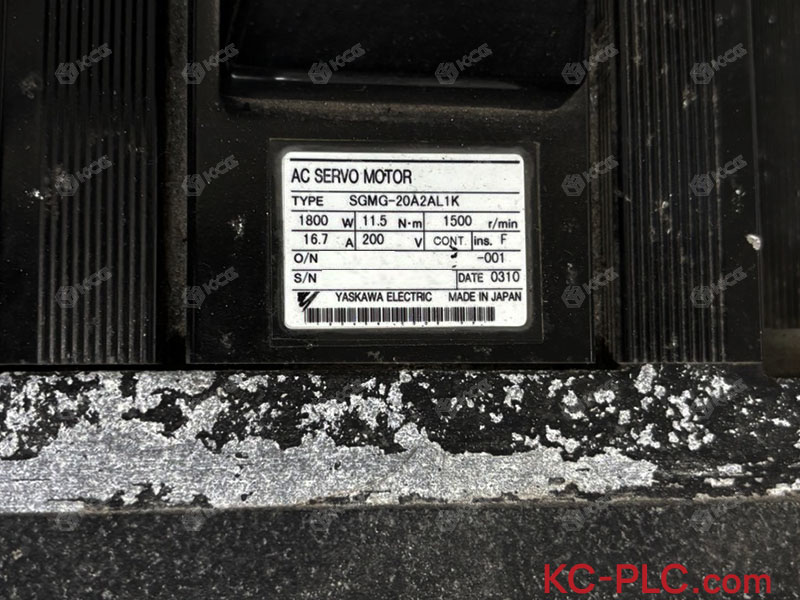 AC SERVO MOTOR
TYPE SGMG-20A2AL1K
1800 W 11.5 N·m 1500 r/min
16.7 A 200 V CONT. ins. F
O/N -001
S/N DATE 0310
YASKAWA ELECTRIC MADE IN JAPAN
KC-PLC.com